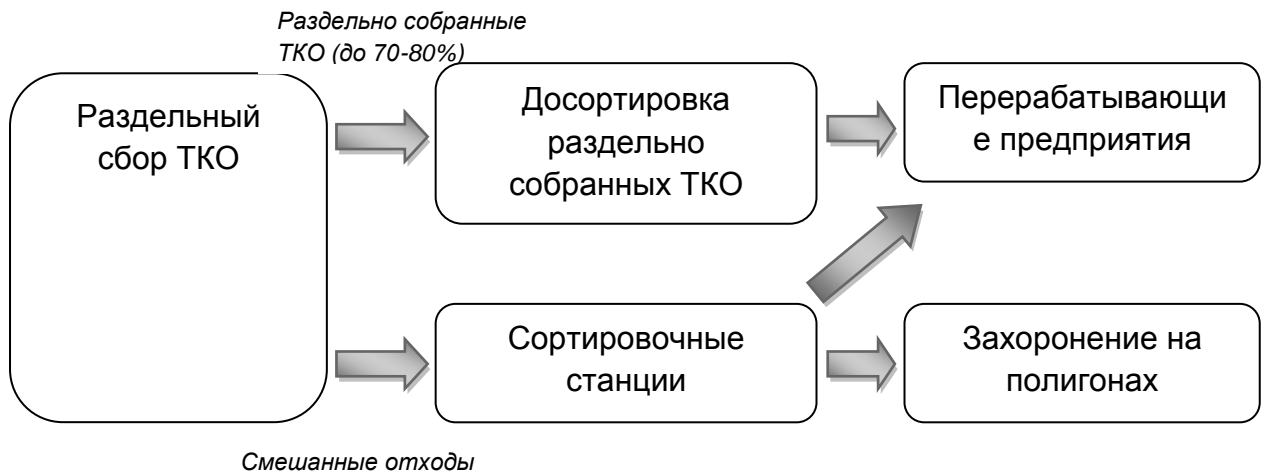 Раздельно собранные
ТКО (до 70-80%)
Раздельный
сбор ТКО
Досортировка
раздельно
собранных ТКО
Перерабатывающи
е предприятия
Сортировочные
станции
Захоронение на
полигонах
Смешанные отходы